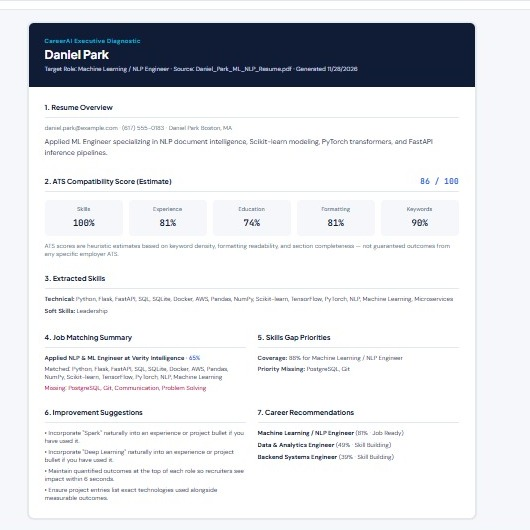 CareerAI Executive Diagnostic
Daniel Park
Target Role: Machine Learning / NLP Engineer · Source: Daniel_Park_ML_NLP_Resume.pdf · Generated 11/28/2026
1. Resume Overview
daniel.park@example.com · (617) 555-0183 · Daniel Park Boston, MA
Applied ML Engineer specializing in NLP document intelligence, Scikit-learn modeling, PyTorch transformers, and FastAPI
inference pipelines.
2. ATS Compatibility Score (Estimate)
86 / 100
Skills
100%
Experience
81%
Education
74%
Formatting
81%
Keywords
90%
ATS scores are heuristic estimates based on keyword density, formatting readability, and section completeness — not guaranteed outcomes from
any specific employer ATS.
3. Extracted Skills
Technical: Python, Flask, FastAPI, SQL, SQLite, Docker, AWS, Pandas, NumPy, Scikit-learn, TensorFlow, PyTorch, NLP, Machine Learning, Microservices
Soft Skills: Leadership
4. Job Matching Summary
Applied NLP & ML Engineer at Verity Intelligence · 65%
Matched: Python, Flask, FastAPI, SQL, SQLite, Docker, AWS, Pandas,
NumPy, Scikit-learn, TensorFlow, PyTorch, NLP, Machine Learning
Missing: PostgreSQL, Git, Communication, Problem Solving
5. Skills Gap Priorities
Coverage: 88% for Machine Learning / NLP Engineer
Priority Missing: PostgreSQL, Git
6. Improvement Suggestions
• Incorporate "Spark" naturally into an experience or project bullet if you
have used it.
• Incorporate "Deep Learning" naturally into an experience or project
bullet if you have used it.
• Maintain quantified outcomes at the top of each role so recruiters see
impact within 6 seconds.
• Ensure project entries list exact technologies used alongside
measurable outcomes.
7. Career Recommendations
Machine Learning / NLP Engineer (81% · Job Ready)
Data & Analytics Engineer (49% · Skill Building)
Backend Systems Engineer (39% · Skill Building)